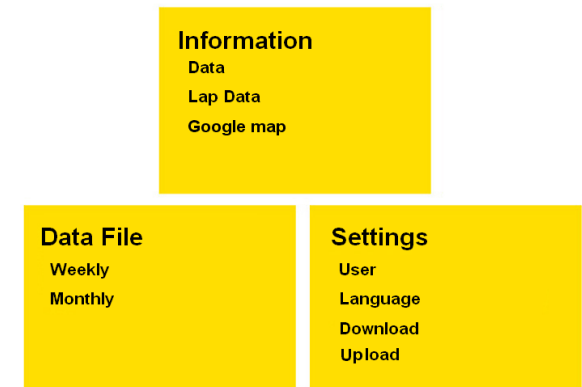 Information
Data
Lap Data
Google map
Data File
Weekly
Monthly
Settings
User
Language
Download
Upload